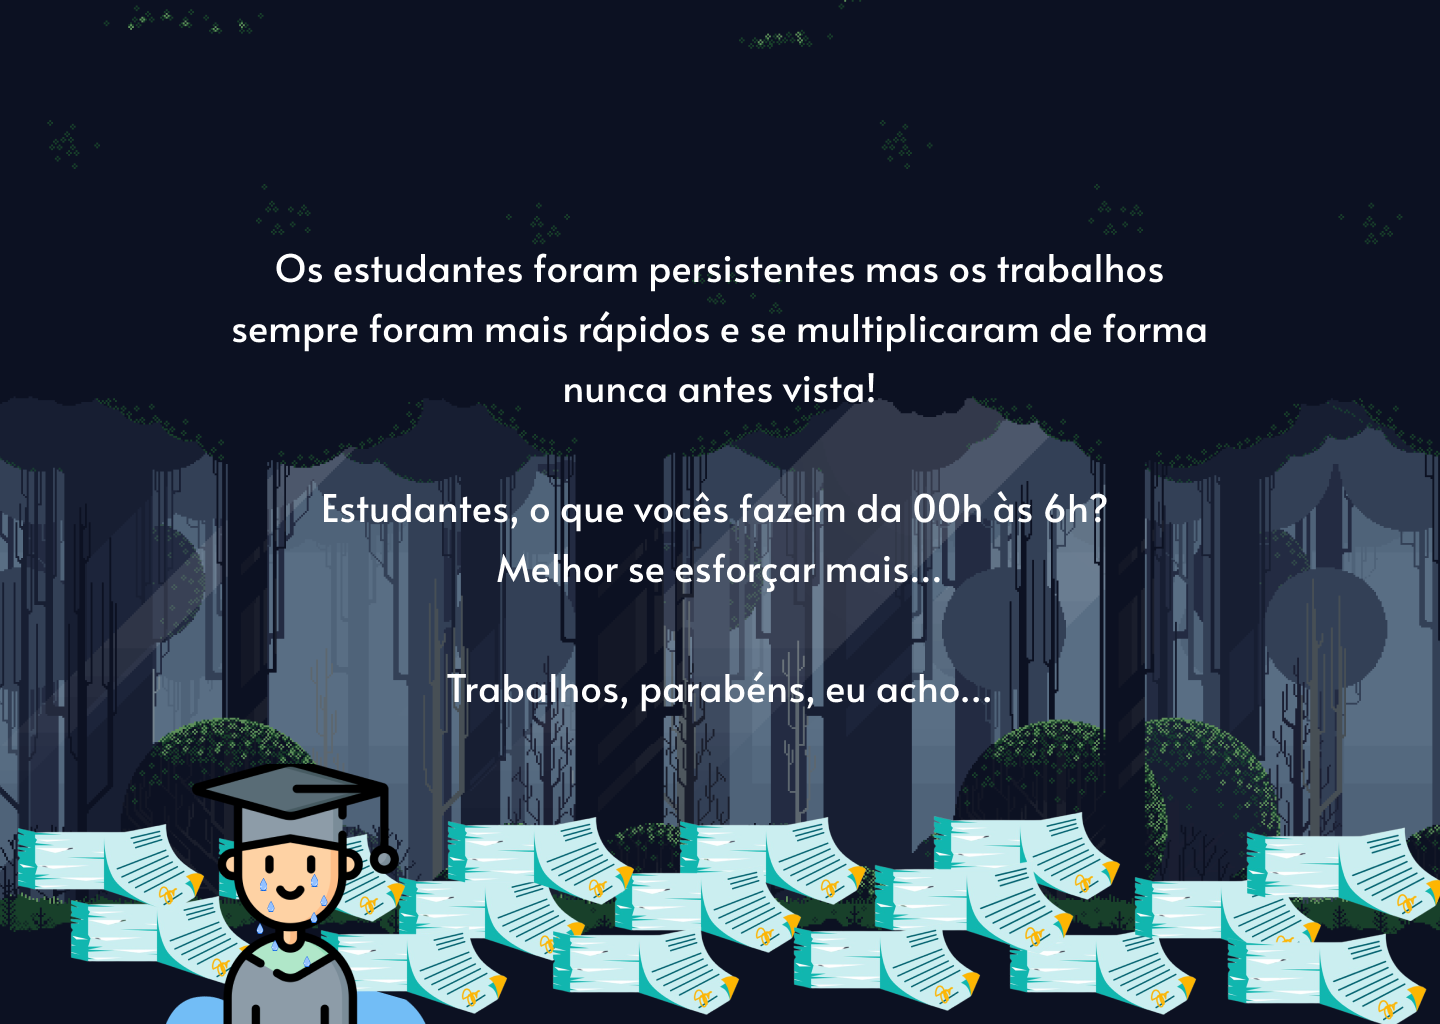 Os estudantes foram persistentes mas os trabalhos
sempre foram mais rápidos e se multiplicaram de forma
nunca antes vista!
Estudantes, o que vocês fazem da 00h às 6h?
Melhor se esforçar mais...
Trabalhos, parabéns, eu acho...